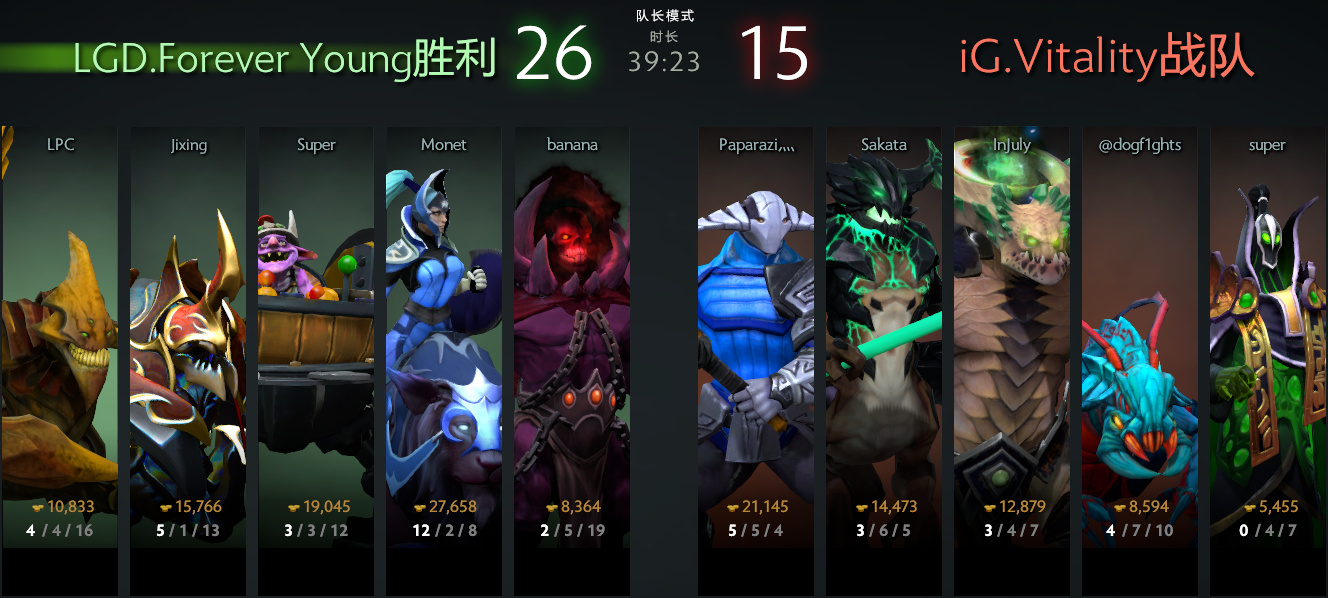 LGD.Forever Young胜利 26 队长模式 15 iG.Vitality战队
时长
39:23
LPC Jixing Super Monet banana Paparazi灬 Sakata InJuly @dogf1ghts super
10,833 15,766 19,045 27,658 8,364 21,145 14,473 12,879 8,594 5,455
4 / 4 / 16 5 / 1 / 13 3 / 3 / 12 12 / 2 / 8 2 / 5 / 19 5 / 5 / 4 3 / 6 / 5 3 / 4 / 7 4 / 7 / 10 0 / 4 / 7